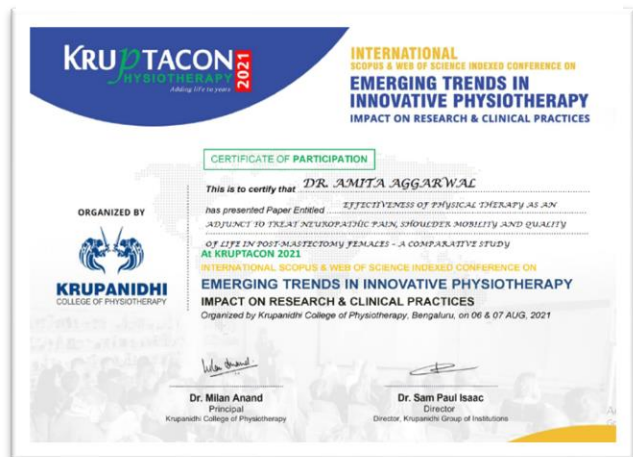 KRUPTACON
PHYSIOTHERAPY
2021
Adding life to years
INTERNATIONAL
SCOPUS & WEB OF SCIENCE INDEXED CONFERENCE ON
EMERGING TRENDS IN
INNOVATIVE PHYSIOTHERAPY
IMPACT ON RESEARCH & CLINICAL PRACTICES
CERTIFICATE OF PARTICIPATION
This is to certify that DR. AMITA AGGARWAL
has presented Paper Entitled EFFECTIVENESS OF PHYSICAL THERAPY AS AN
ADJUNCT TO TREAT NEUROPATHIC PAIN, SHOULDER MOBILITY AND QUALITY
OF LIFE IN POST-MASTECTOMY FEMALES - A COMPARATIVE STUDY
At KRUPTACON 2021
INTERNATIONAL SCOPUS & WEB OF SCIENCE INDEXED CONFERENCE ON
EMERGING TRENDS IN INNOVATIVE PHYSIOTHERAPY
IMPACT ON RESEARCH & CLINICAL PRACTICES
Organized by Krupanidhi College of Physiotherapy, Bengaluru, on 06 & 07 AUG, 2021
ORGANIZED BY
KRUPANIDHI
COLLEGE OF PHYSIOTHERAPY
Dr. Milan Anand
Principal
Krupanidhi College of Physiotherapy
Dr. Sam Paul Isaac
Director
Director, Krupanidhi Group of Institutions